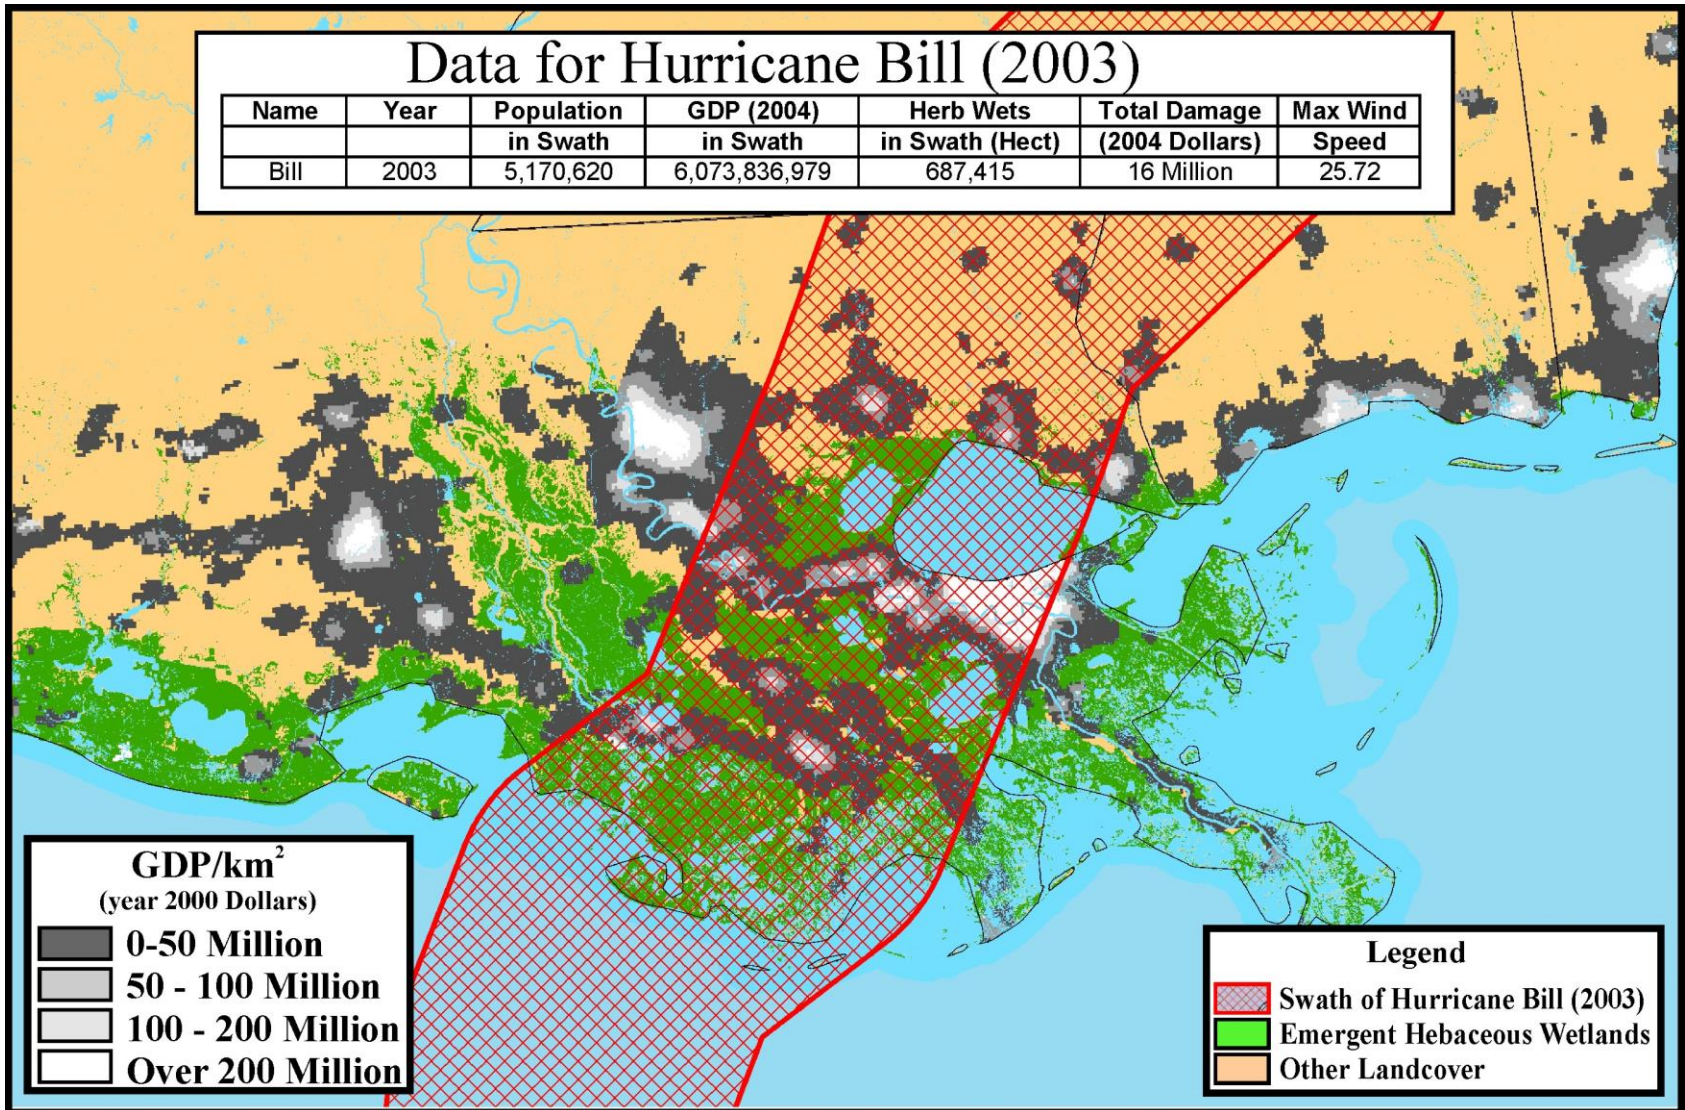 Data for Hurricane Bill (2003)
Name Year Population GDP (2004) Herb Wets Total Damage Max Wind
in Swath in Swath in Swath (Hect) (2004 Dollars) Speed
Bill 2003 5,170,620 6,073,836,979 687,415 16 Million 25.72
GDP/km²
(year 2000 Dollars)
0-50 Million
50 - 100 Million
100 - 200 Million
Over 200 Million
Legend
Swath of Hurricane Bill (2003)
Emergent Hebaceous Wetlands
Other Landcover